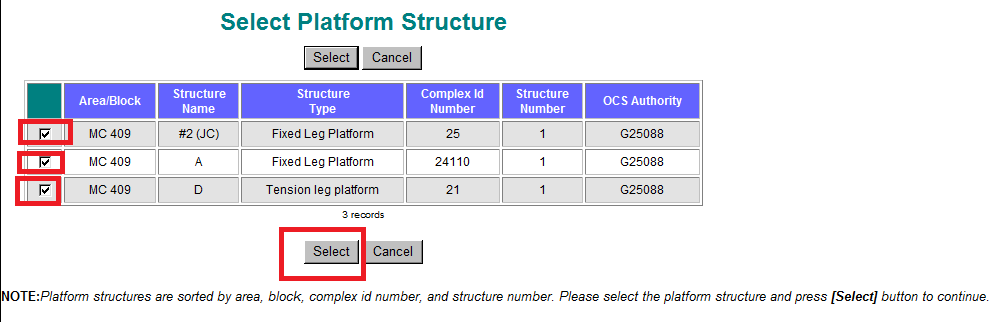 Select Platform Structure
Select Cancel
Area/Block Structure Name Structure Type Complex Id Number Structure Number OCS Authority
MC 409 #2 (JC) Fixed Leg Platform 25 1 G25088
MC 409 A Fixed Leg Platform 24110 1 G25088
MC 409 D Tension leg platform 21 1 G25088
3 records
Select Cancel
NOTE:Platform structures are sorted by area, block, complex id number, and structure number. Please select the platform structure and press [Select] button to continue.